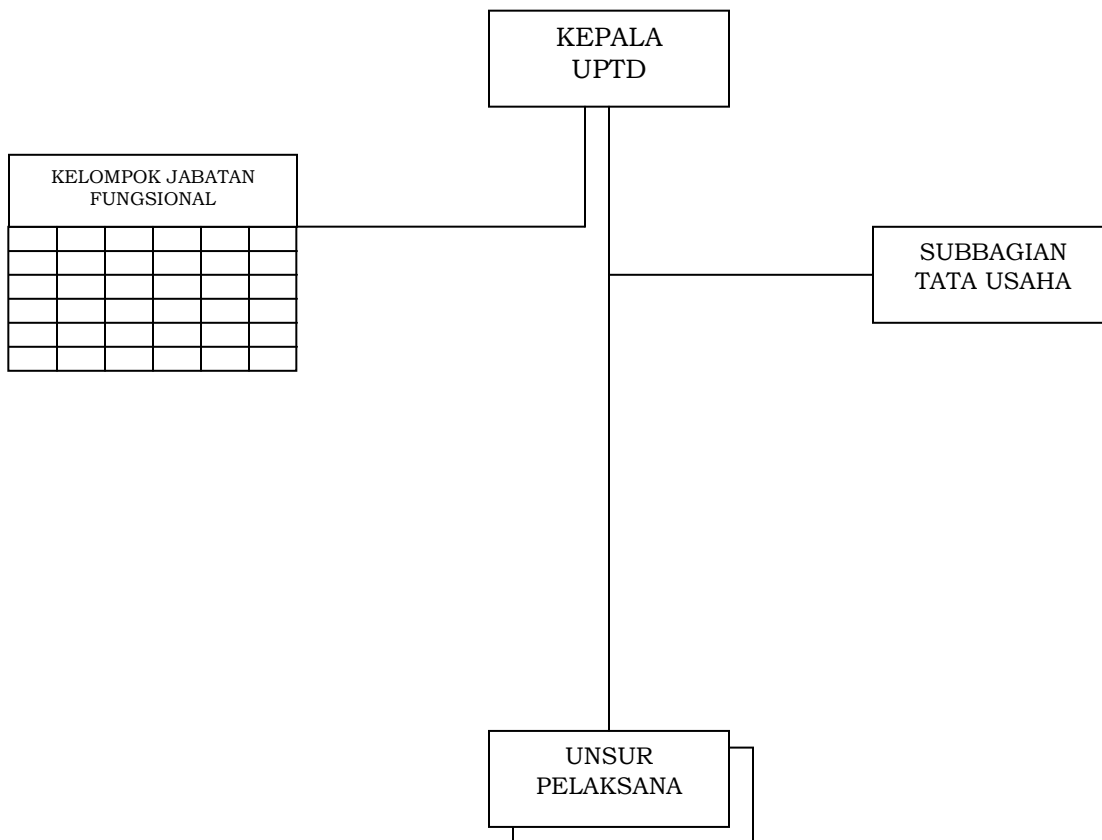 KEPALA
UPTD
KELOMPOK JABATAN
FUNGSIONAL
SUBBAGIAN
TATA USAHA
UNSUR
PELAKSANA